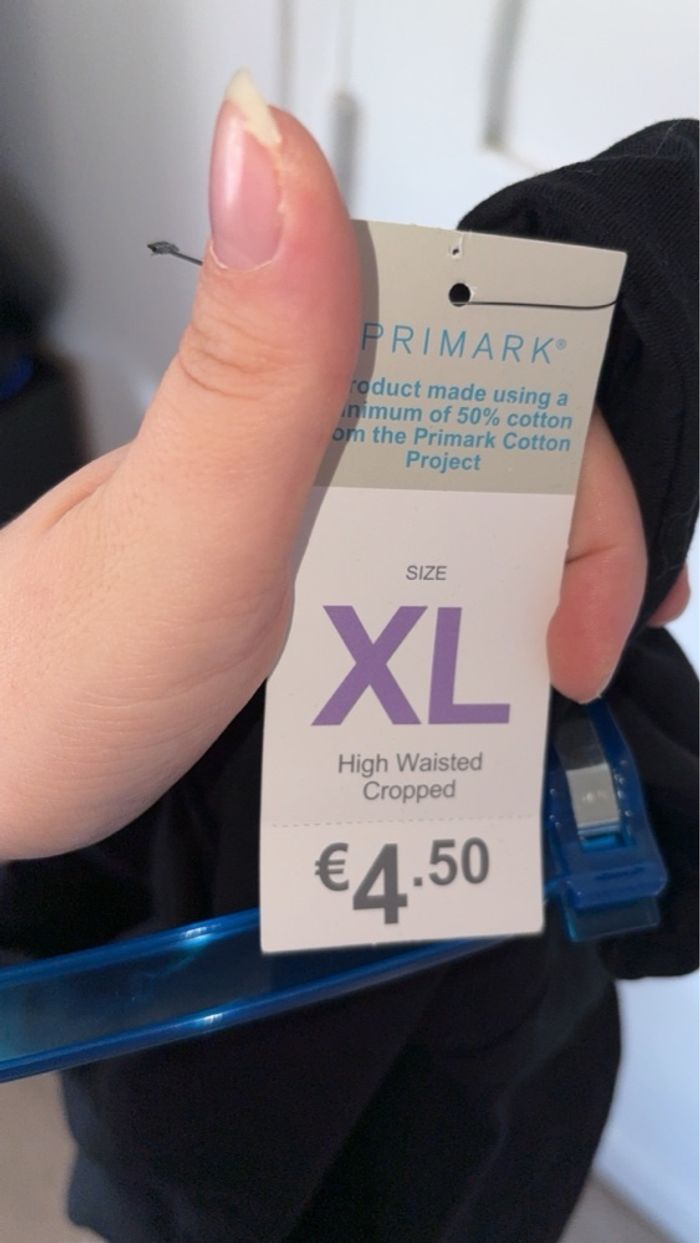 PRIMARK®
roduct made using a
nimum of 50% cotton
om the Primark Cotton
Project
SIZE
XL
High Waisted
Cropped
€4.50